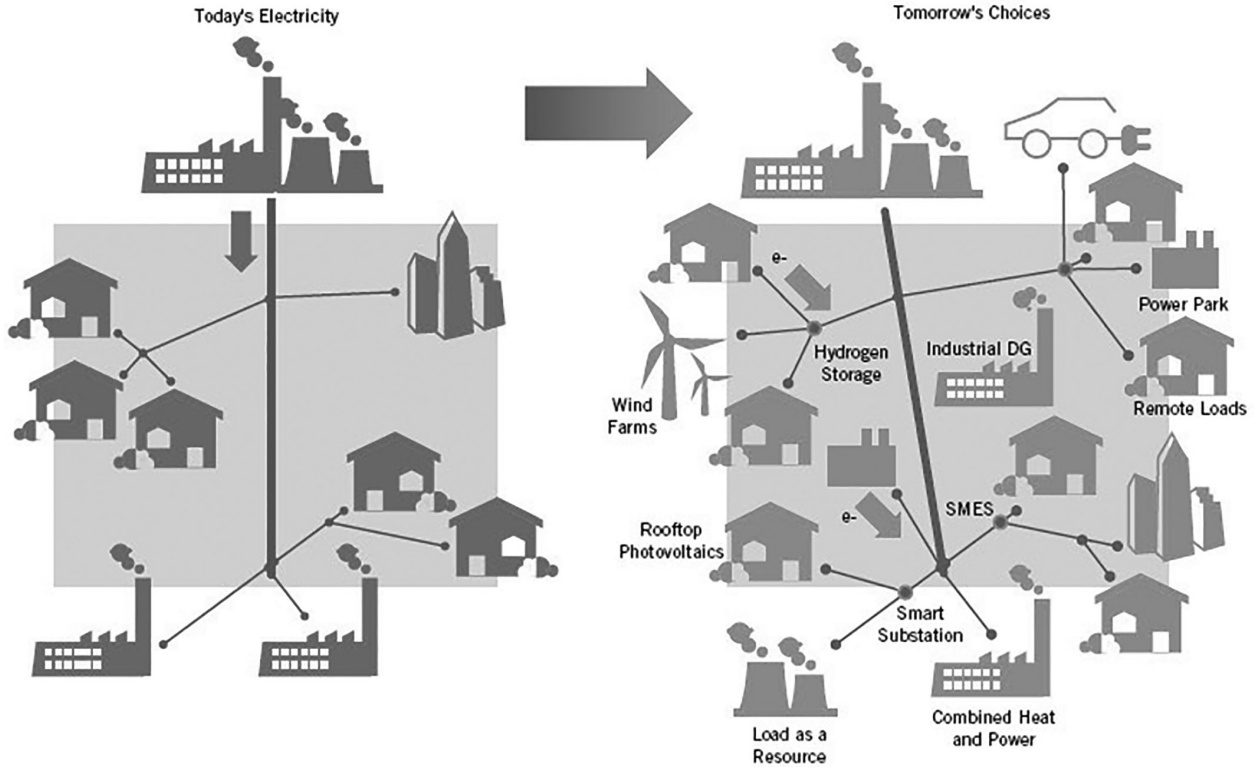 Today's Electricity
Tomorrow's Choices
e-
Power Park
Hydrogen
Storage
Industrial DG
Wind
Farms
Remote Loads
SMES
e-
Rooftop
Photovoltaics
Smart
Substation
Combined Heat
and Power
Load as a
Resource